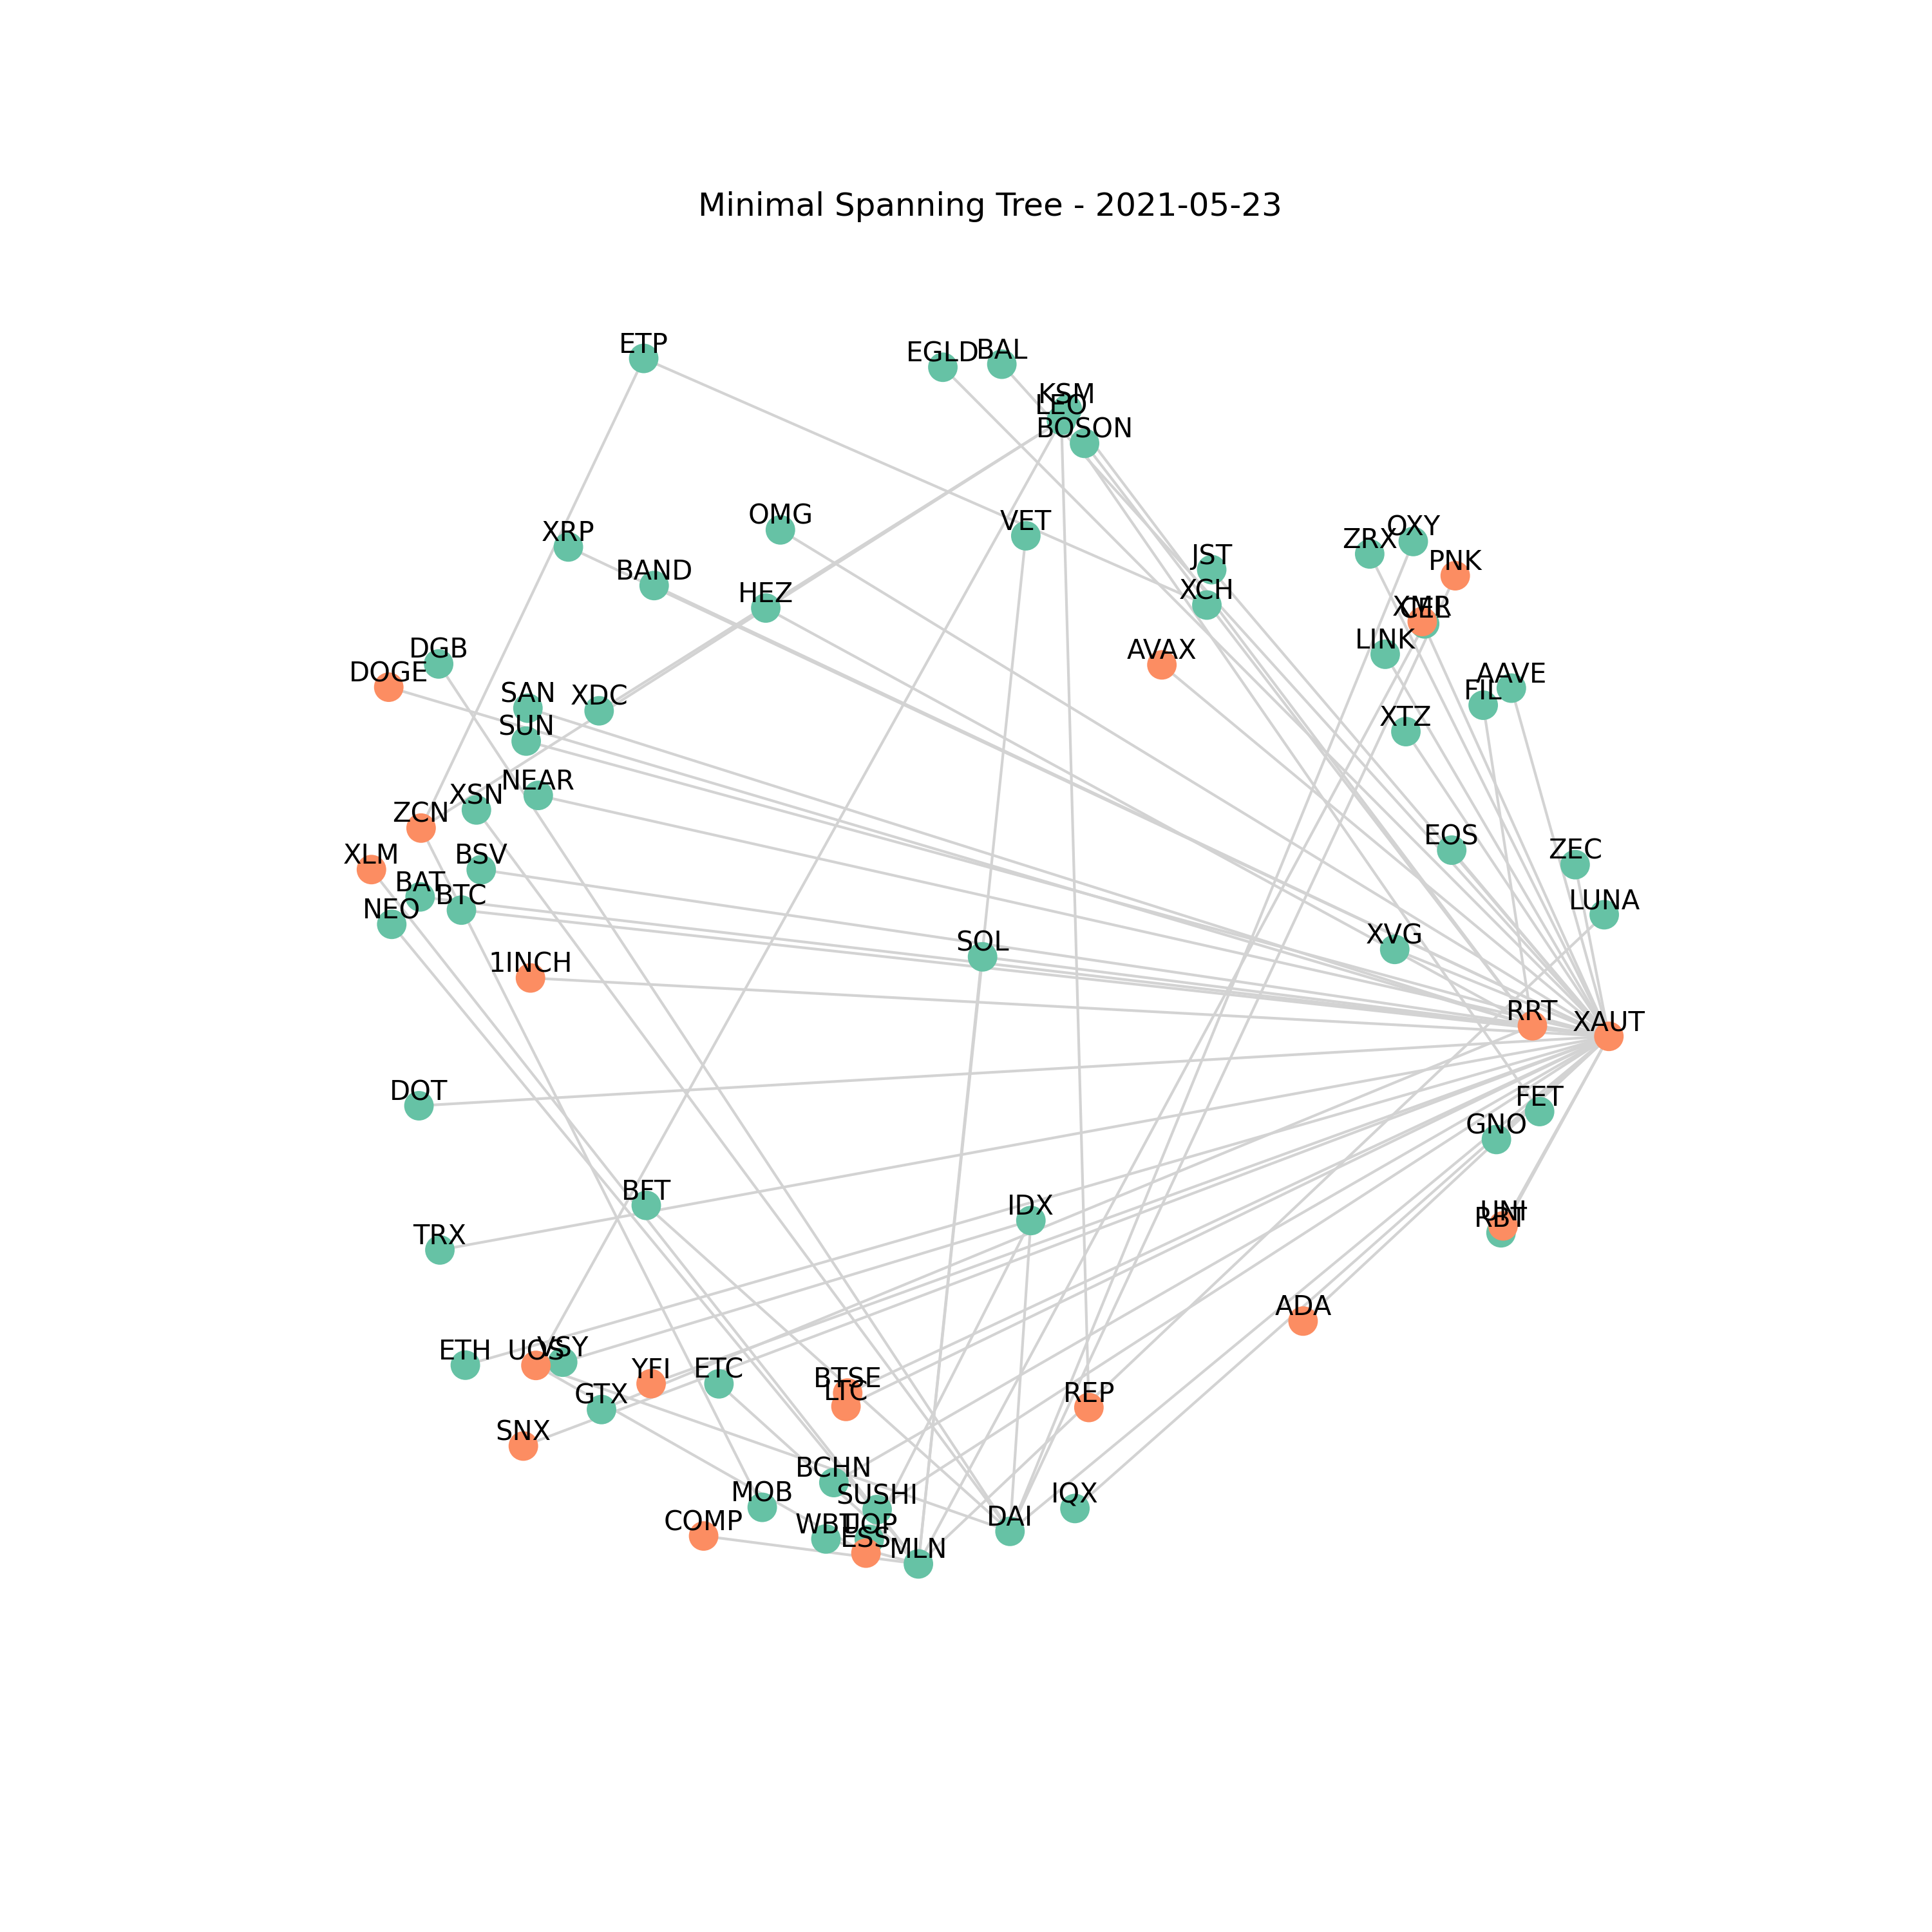 Minimal Spanning Tree - 2021-05-23
ETP
EGLD
BAL
KSM
LEO
BOSON
OMG
VET
XRP
OXY
ZRX
JST
PNK
BAND
HEZ
XCH
XMR
CEL
LINK
DGB
AVAX
DOGE
AAVE
SAN
XDC
FIL
SUN
XTZ
NEAR
XSN
ZCN
EOS
ZEC
XLM
BSV
BAT
BTC
LUNA
NEO
XVG
SOL
1INCH
RRT
XAUT
DOT
FET
GNO
BFT
IDX
UNI
RBT
TRX
ADA
ETH
UOS
VSY
YFI
ETC
BTSE
LTC
REP
GTX
SNX
BCHN
MOB
SUSHI
IQX
COMP
WBT
UOP
DAI
ESS
MLN